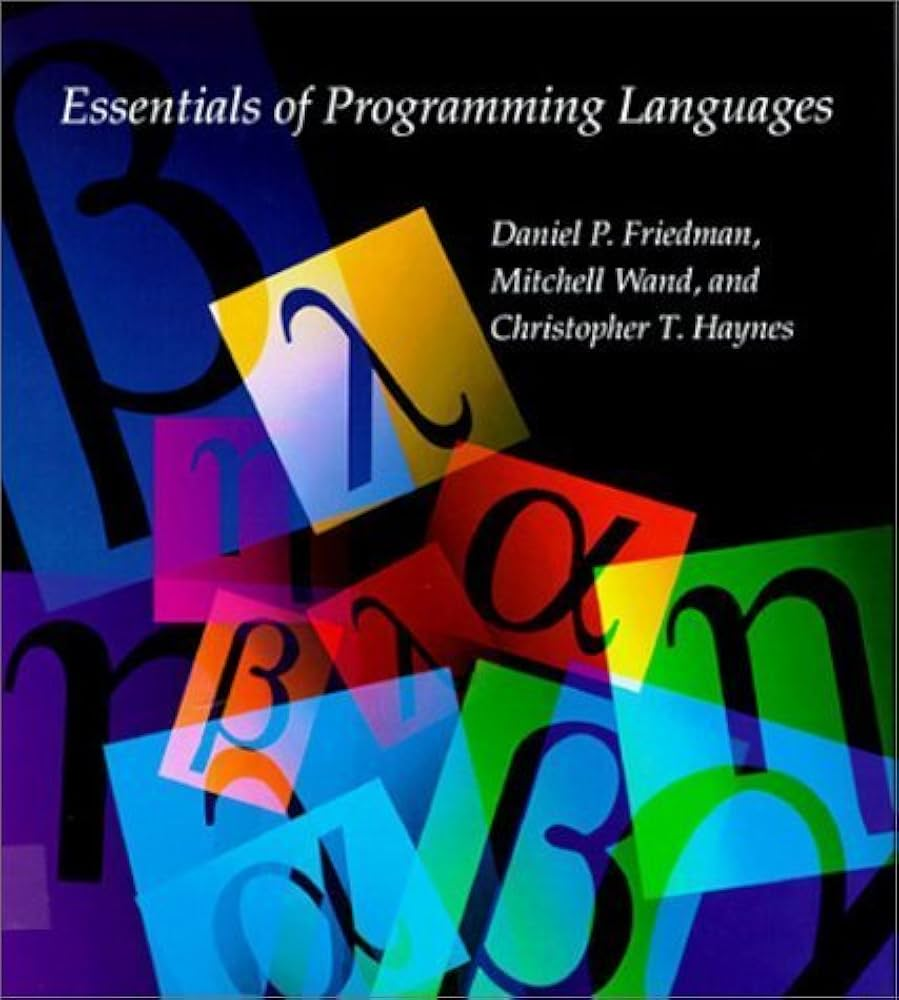 Essentials of Programming Languages
Daniel P. Friedman,
Mitchell Wand, and
Christopher T. Haynes
β
λ
η
α
η
β
λ
η
β
α